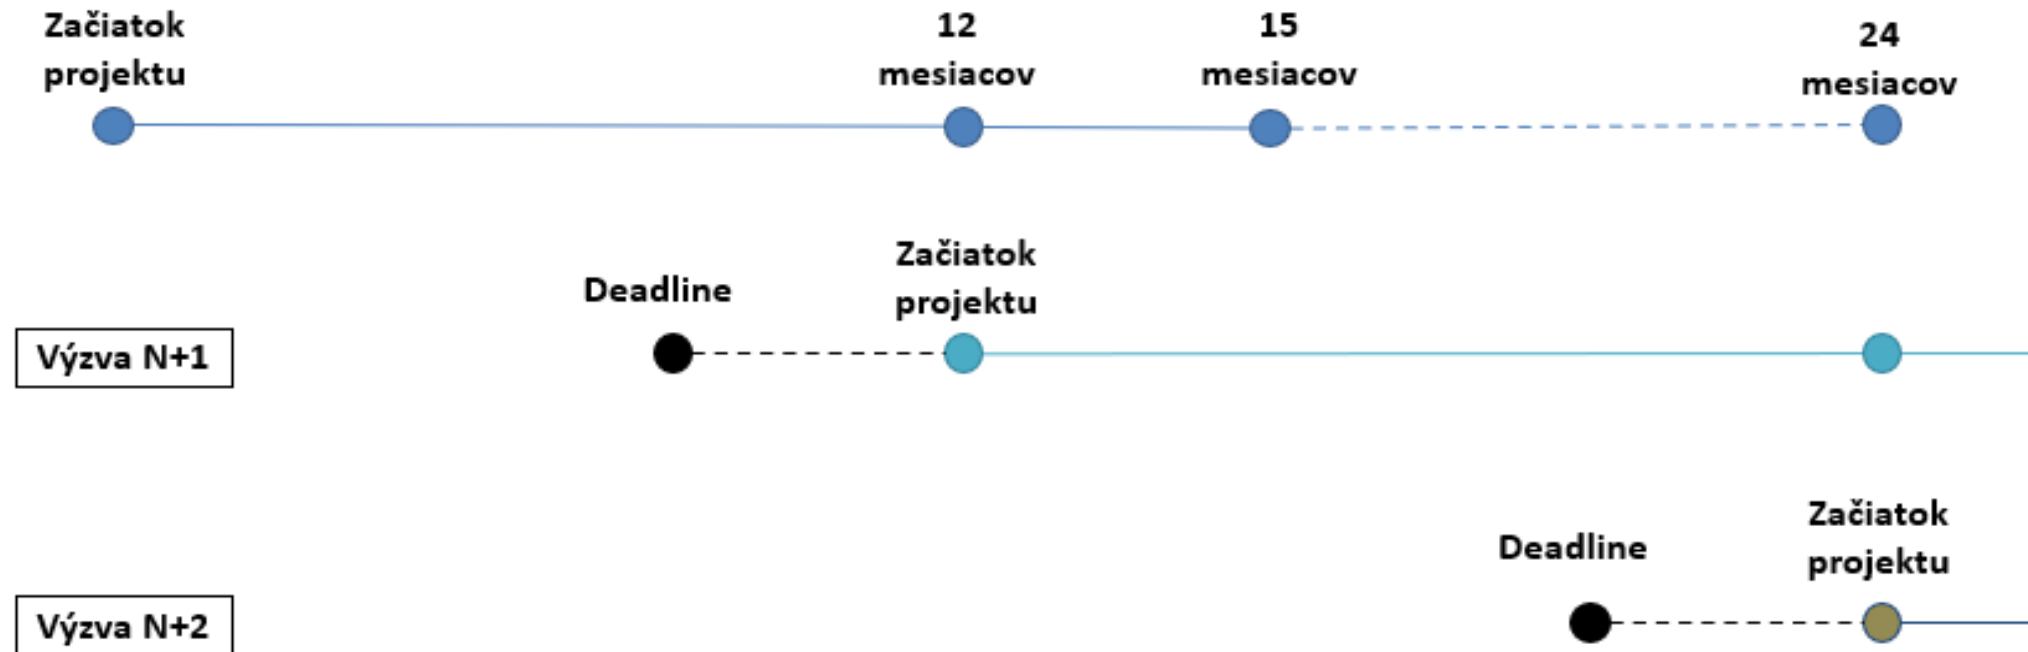 Začiatok
projektu
12
mesiacov
15
mesiacov
24
mesiacov
Deadline
Začiatok
projektu
Výzva N+1
Deadline
Začiatok
projektu
Výzva N+2